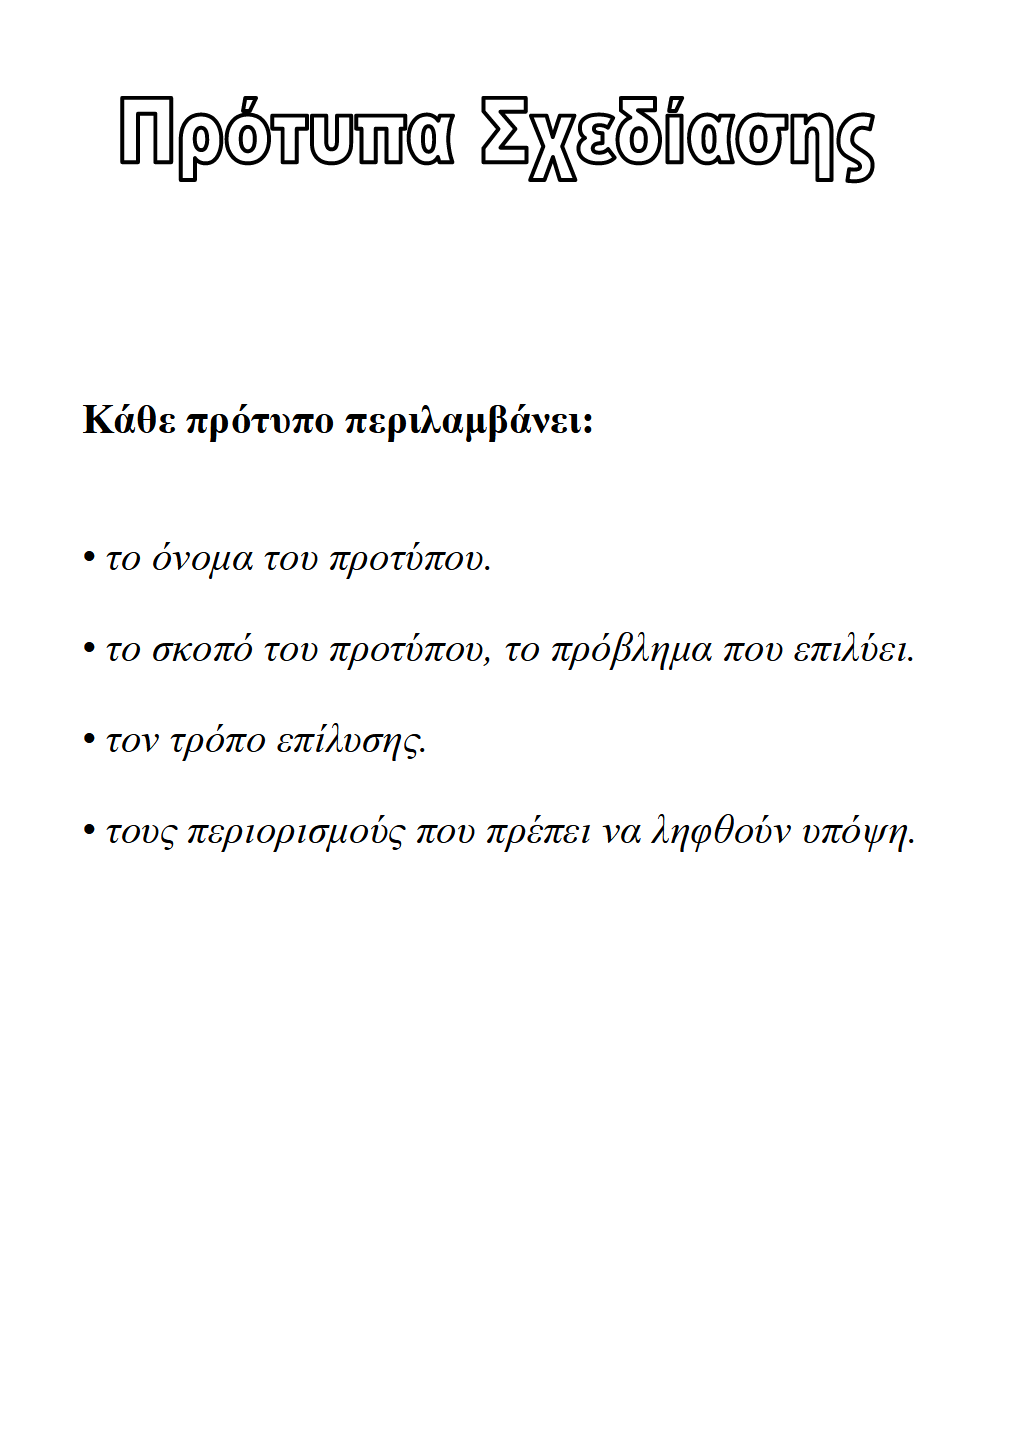 Πρότυπα Σχεδίασης
Κάθε πρότυπο περιλαμβάνει:
• το όνομα του προτύπου.
• το σκοπό του προτύπου, το πρόβλημα που επιλύει.
• τον τρόπο επίλυσης.
• τους περιορισμούς που πρέπει να ληφθούν υπόψη.